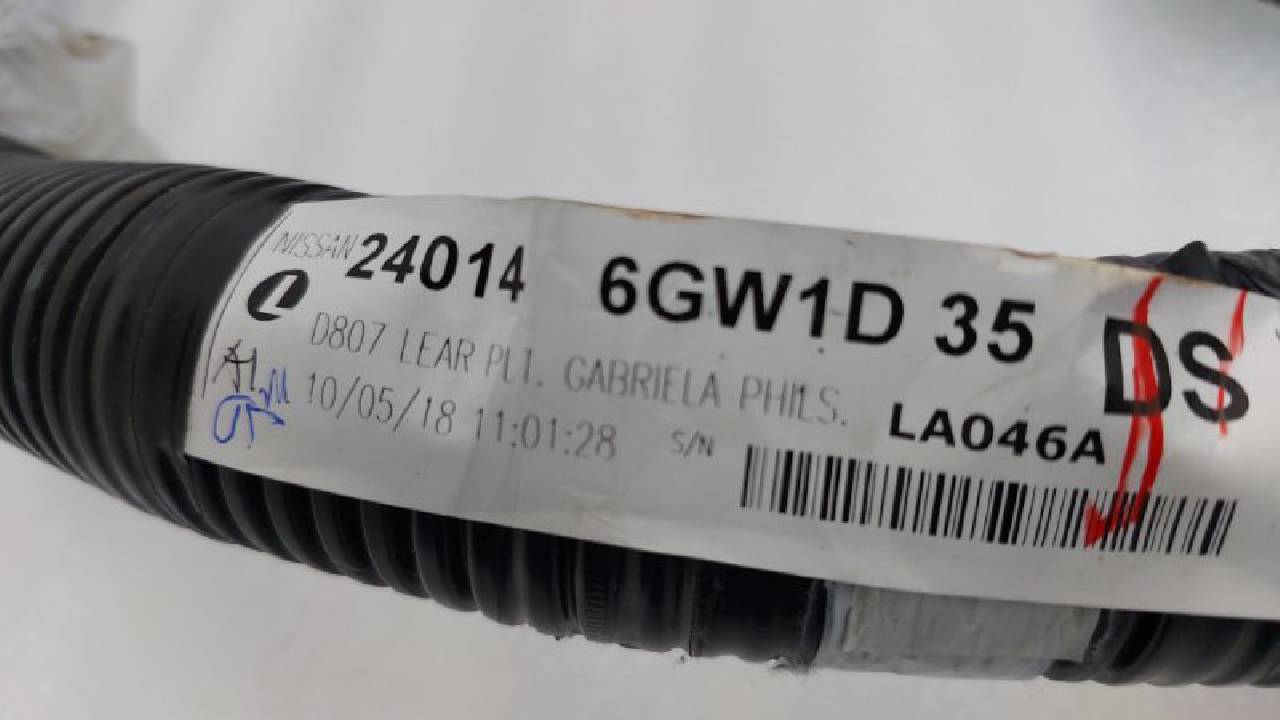 NISSAN 24014 6GW1D 35 DS
D807 LEAR PLT. GABRIELA PHILS.
10/05/18 11:01:28 S/N LA046A